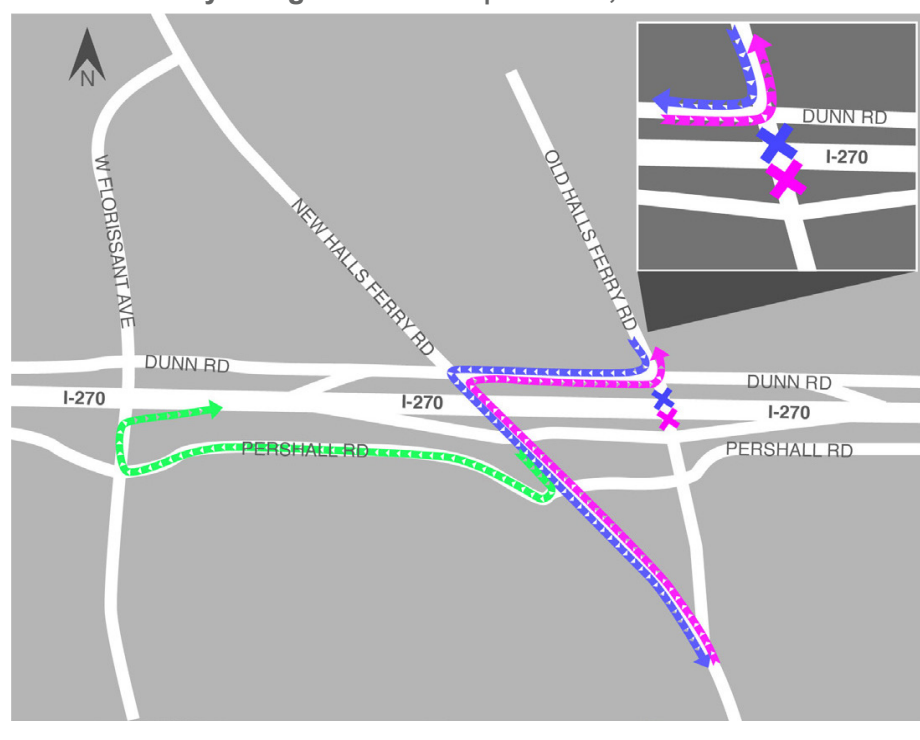 N
DUNN RD
I-270
W FLORISSANT AVE
NEW HALLS FERRY RD
OLD HALLS FERRY RD
DUNN RD
DUNN RD
I-270
I-270
I-270
PERSHALL RD
PERSHALL RD